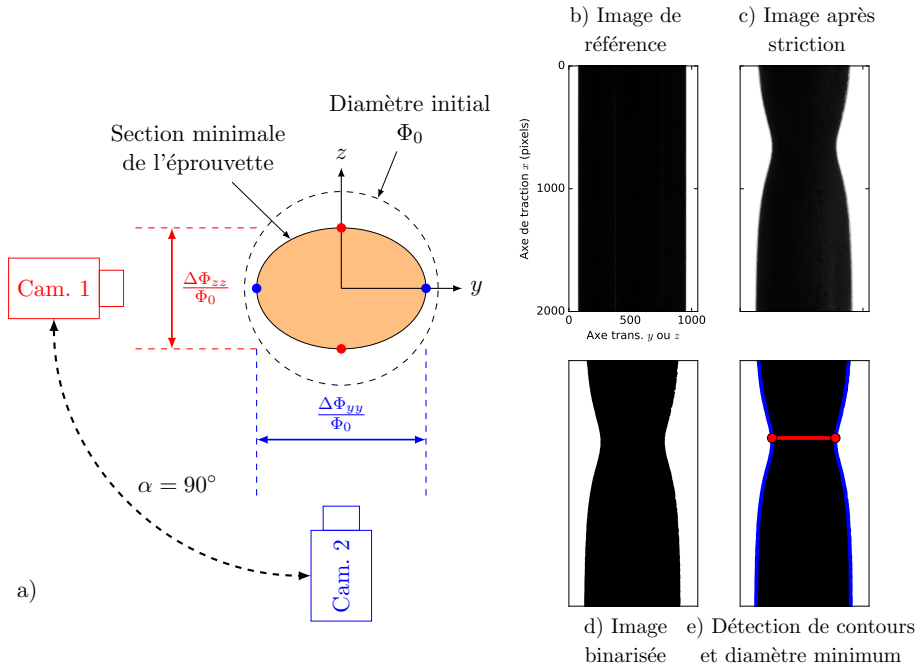 b) Image de
référence
c) Image après
striction
Diamètre initial
Φ₀
Section minimale
de l'éprouvette
z
y
Cam. 1
ΔΦ_zz
Φ₀
ΔΦ_yy
Φ₀
α = 90°
Cam. 2
a)
0
1000
2000
Axe de traction x (pixels)
0 500 1000
Axe trans. y ou z
d) Image
binarisée
e) Détection de contours
et diamètre minimum